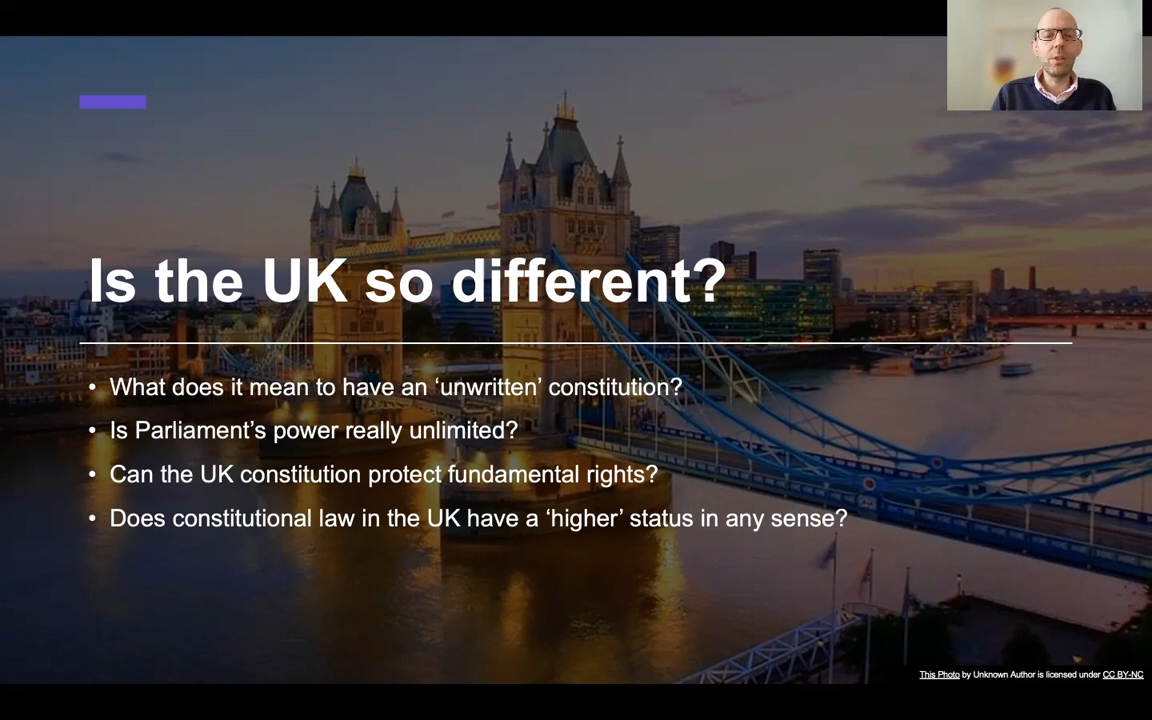 Is the UK so different?
• What does it mean to have an ‘unwritten’ constitution?
• Is Parliament’s power really unlimited?
• Can the UK constitution protect fundamental rights?
• Does constitutional law in the UK have a ‘higher’ status in any sense?
This Photo by Unknown Author is licensed under CC BY-NC